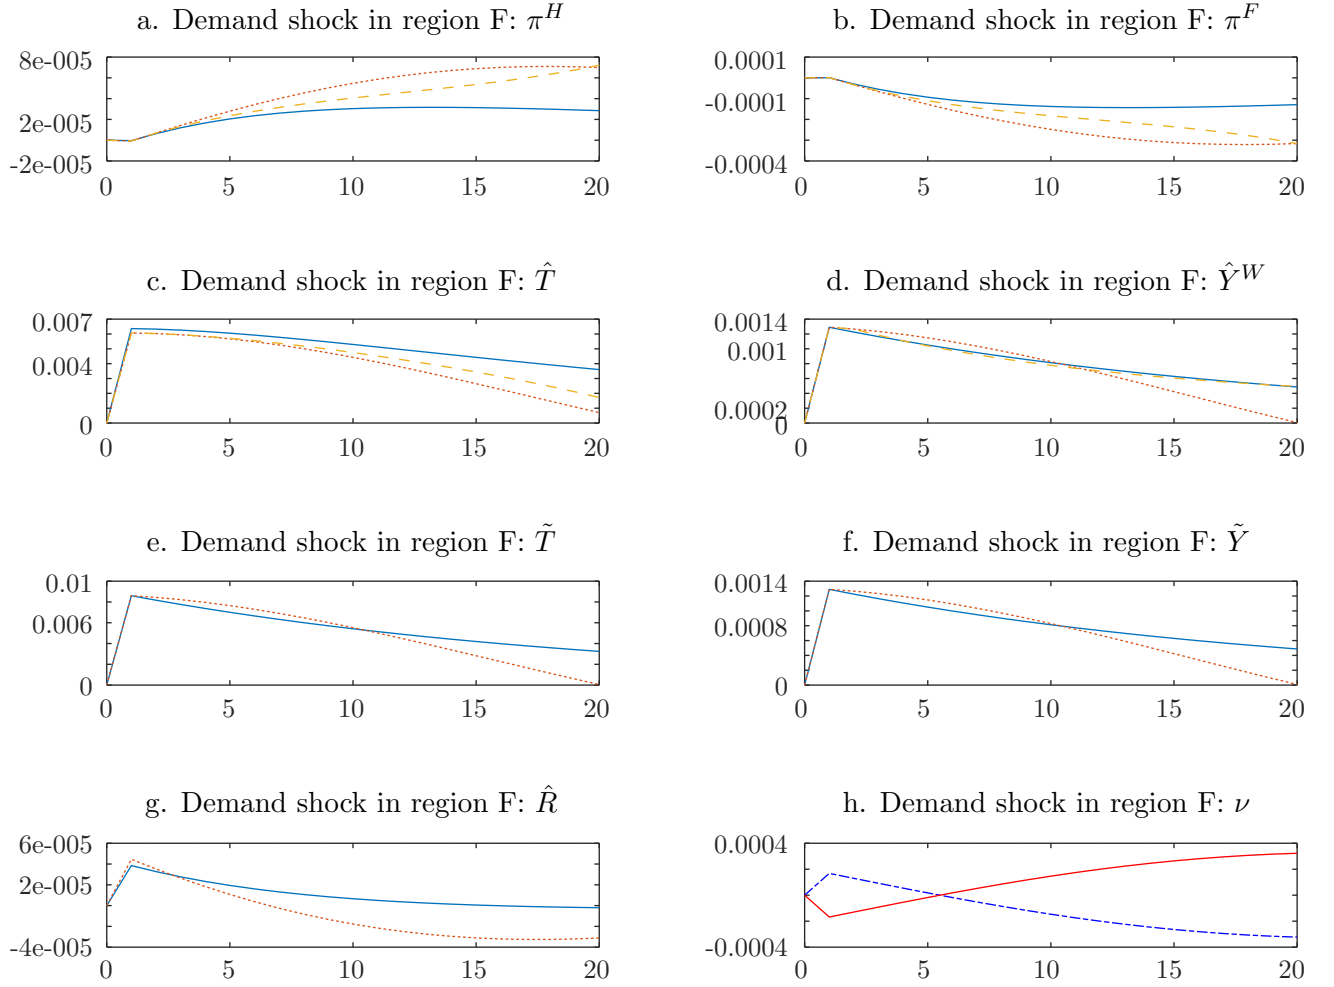 a. Demand shock in region F: π^H
8e-005
2e-005
-2e-005
0 5 10 15 20
b. Demand shock in region F: π^F
0.0001
-0.0001
-0.0004
0 5 10 15 20
c. Demand shock in region F: T̂
0.007
0.004
0
0 5 10 15 20
d. Demand shock in region F: Ŷ^W
0.0014
0.001
0.0002
0
0 5 10 15 20
e. Demand shock in region F: T̃
0.01
0.006
0
0 5 10 15 20
f. Demand shock in region F: Ỹ
0.0014
0.0008
0
0 5 10 15 20
g. Demand shock in region F: R̂
6e-005
2e-005
-4e-005
0 5 10 15 20
h. Demand shock in region F: ν
0.0004
-0.0004
0 5 10 15 20